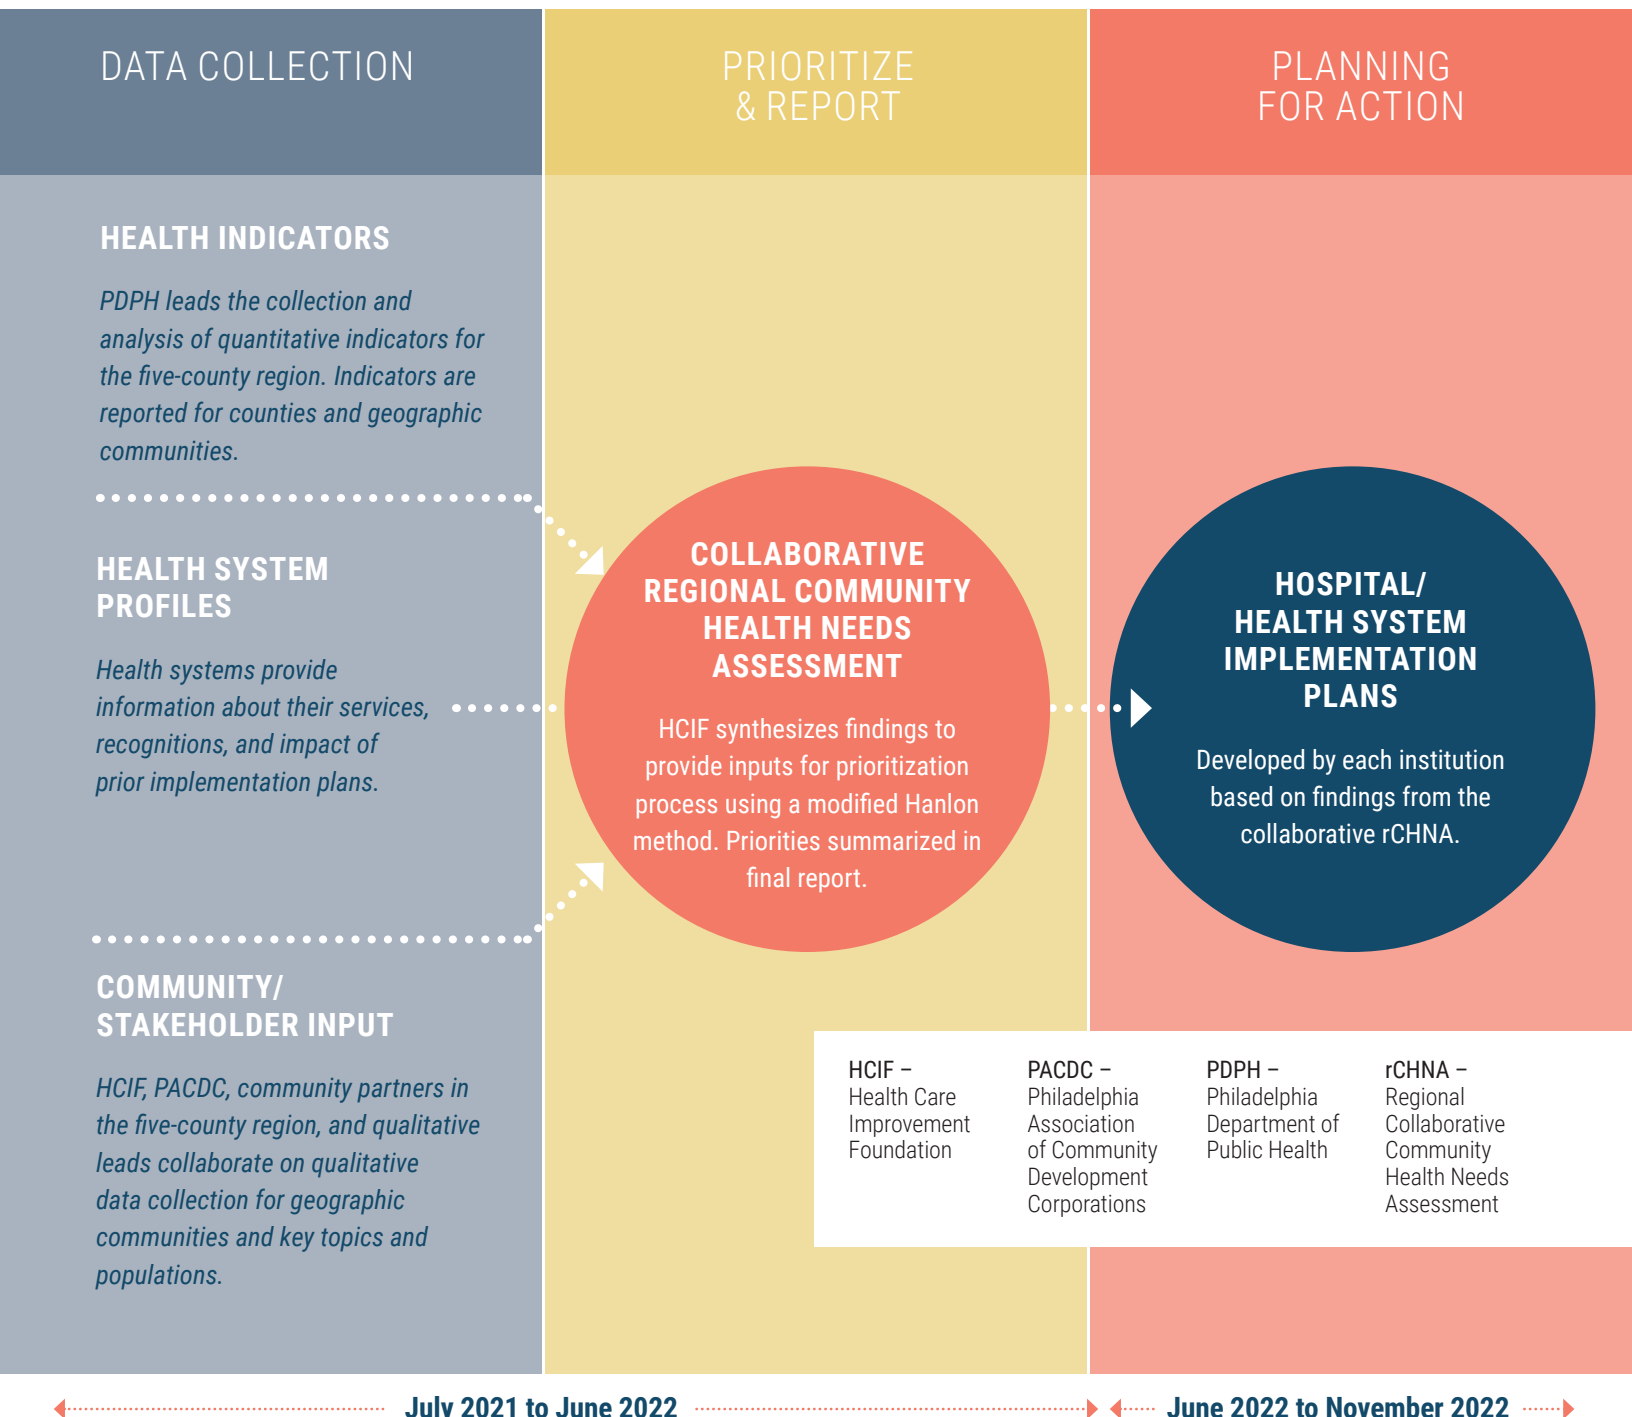 DATA COLLECTION
HEALTH INDICATORS
PDPH leads the collection and
analysis of quantitative indicators for
the five-county region. Indicators are
reported for counties and geographic
communities.
HEALTH SYSTEM
PROFILES
Health systems provide
information about their services,
recognitions, and impact of
prior implementation plans.
COMMUNITY/
STAKEHOLDER INPUT
HCIF, PACDC, community partners in
the five-county region, and qualitative
leads collaborate on qualitative
data collection for geographic
communities and key topics and
populations.
PRIORITIZE
& REPORT
COLLABORATIVE
REGIONAL COMMUNITY
HEALTH NEEDS
ASSESSMENT
HCIF synthesizes findings to
provide inputs for prioritization
process using a modified Hanlon
method. Priorities summarized in
final report.
PLANNING
FOR ACTION
HOSPITAL/
HEALTH SYSTEM
IMPLEMENTATION
PLANS
Developed by each institution
based on findings from the
collaborative rCHNA.
HCIF –
Health Care
Improvement
Foundation
PACDC –
Philadelphia
Association
of Community
Development
Corporations
PDPH –
Philadelphia
Department of
Public Health
rCHNA –
Regional
Collaborative
Community
Health Needs
Assessment
July 2021 to June 2022
June 2022 to November 2022